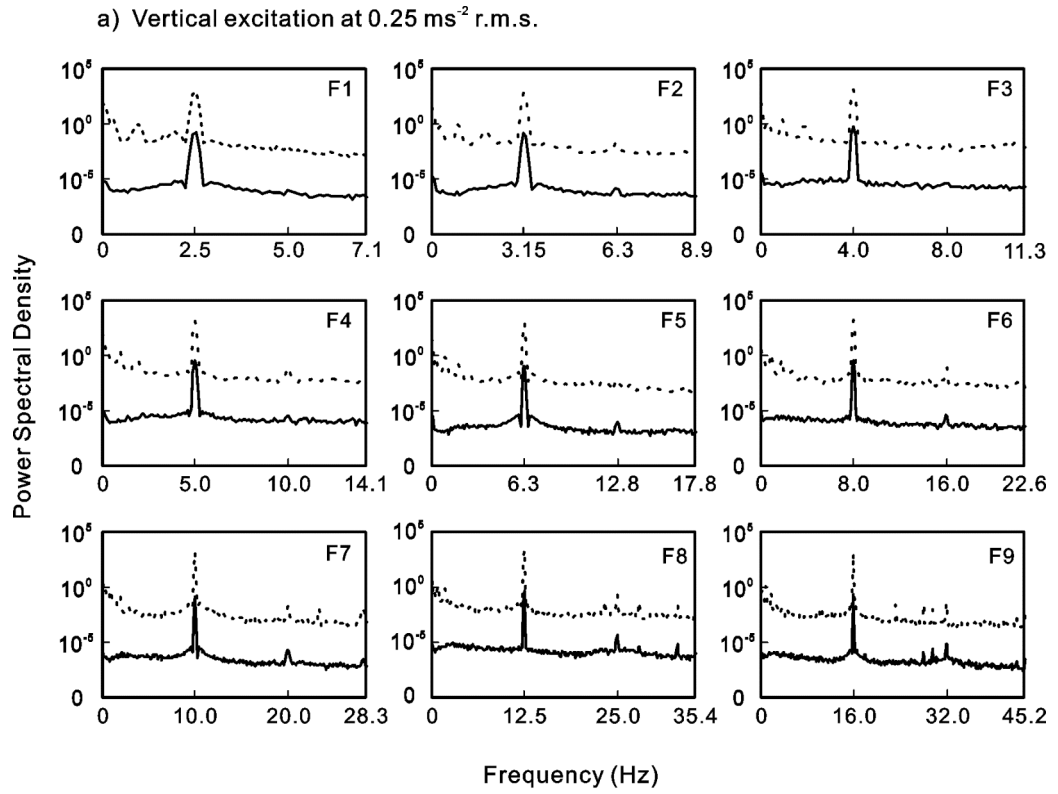 a) Vertical excitation at 0.25 ms⁻² r.m.s.
Power Spectral Density
10⁵
10⁰
10⁻⁵
0
F1
0 2.5 5.0 7.1
10⁵
10⁰
10⁻⁵
0
F2
0 3.15 6.3 8.9
10⁵
10⁰
10⁻⁵
0
F3
0 4.0 8.0 11.3
10⁵
10⁰
10⁻⁵
0
F4
0 5.0 10.0 14.1
10⁵
10⁰
10⁻⁵
0
F5
0 6.3 12.8 17.8
10⁵
10⁰
10⁻⁵
0
F6
0 8.0 16.0 22.6
10⁵
10⁰
10⁻⁵
0
F7
0 10.0 20.0 28.3
10⁵
10⁰
10⁻⁵
0
F8
0 12.5 25.0 35.4
10⁵
10⁰
10⁻⁵
0
F9
0 16.0 32.0 45.2
Frequency (Hz)